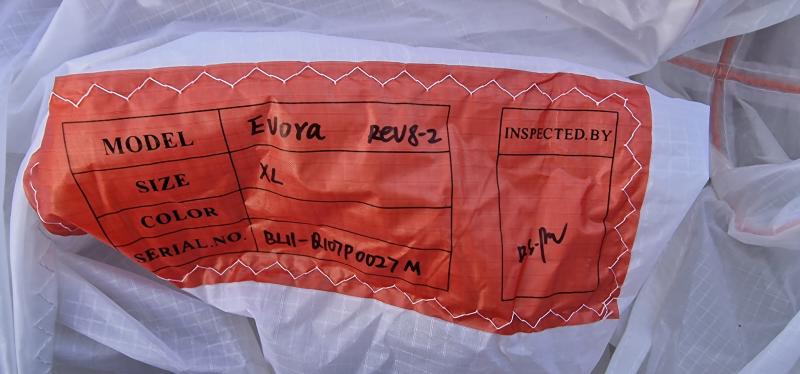 MODEL Evora REV8-2
SIZE XL
COLOR
SERIAL.NO. BL11-Q107P0027M
INSPECTED.BY